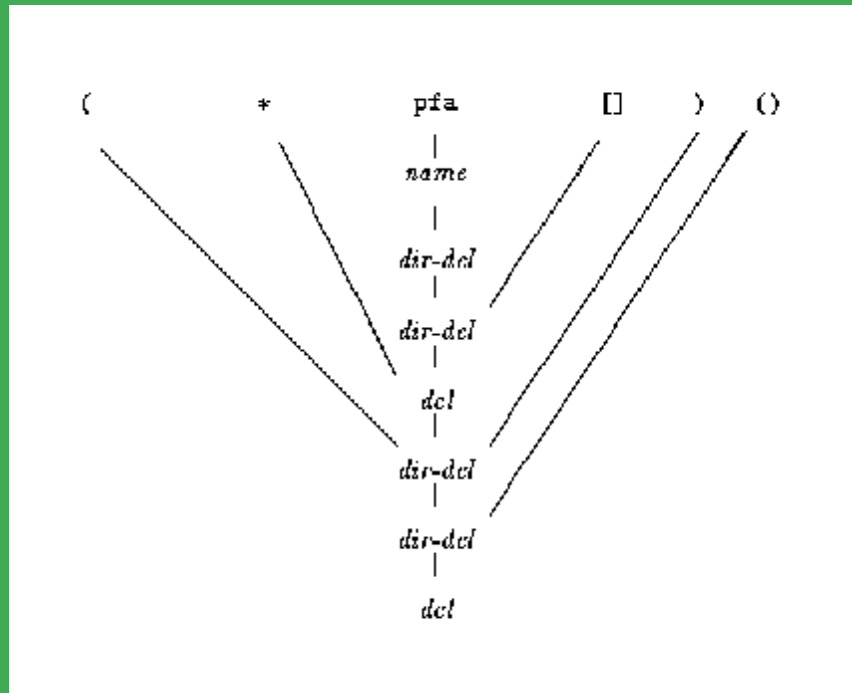 ( * pfa [] ) ()
name
dir-dcl
dir-dcl
dcl
dir-dcl
dir-dcl
dcl